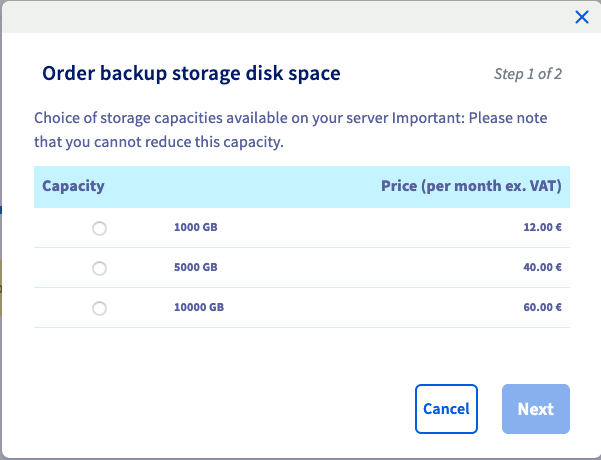 Order backup storage disk space
Step 1 of 2
Choice of storage capacities available on your server Important: Please note
that you cannot reduce this capacity.
Capacity Price (per month ex. VAT)
1000 GB 12.00 €
5000 GB 40.00 €
10000 GB 60.00 €
Cancel Next